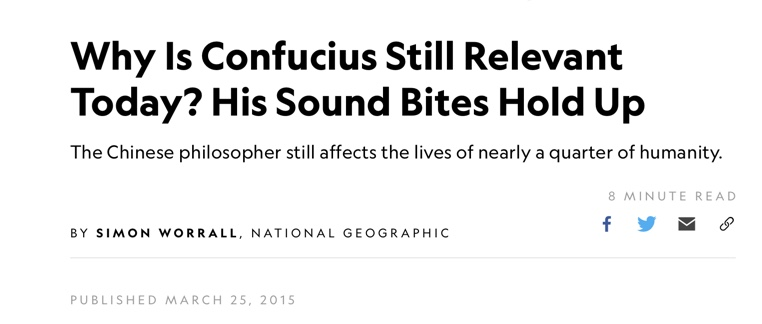 Why Is Confucius Still Relevant
Today? His Sound Bites Hold Up
The Chinese philosopher still affects the lives of nearly a quarter of humanity.
8 MINUTE READ
BY SIMON WORRALL, NATIONAL GEOGRAPHIC
PUBLISHED MARCH 25, 2015